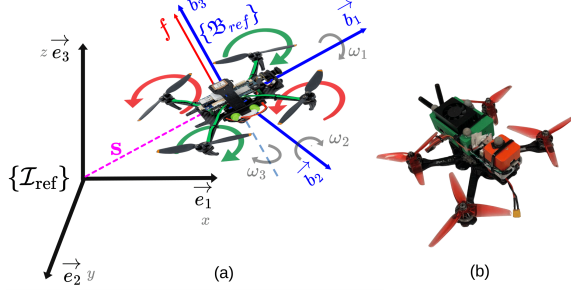 b₃
{𝔅ref}
f
b₁
ω₁
z e₃
s
ω₂
{ℐref}
ω₃
b₂
e₁
x
e₂ y
(a)
(b)